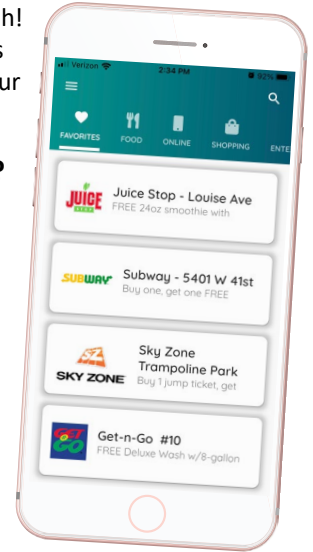 h!
s
ur
o
Verizon
2:34 PM
92%
FAVORITES
FOOD
ONLINE
SHOPPING
ENTE
JUICE
STOP
Juice Stop - Louise Ave
FREE 24oz smoothie with
SUBWAY
Subway - 5401 W 41st
Buy one, get one FREE
SZ
SKY ZONE
Sky Zone
Trampoline Park
Buy 1 jump ticket, get
GET
GO
Get-n-Go #10
FREE Deluxe Wash w/8-gallon